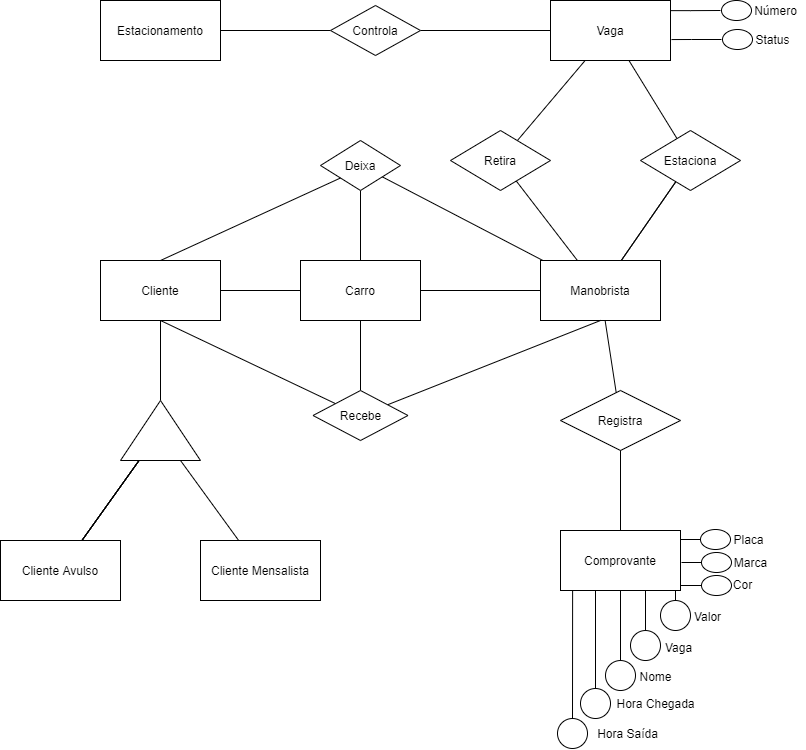 Estacionamento
Controla
Vaga
Número
Status
Deixa
Retira
Estaciona
Cliente
Carro
Manobrista
Recebe
Registra
Cliente Avulso
Cliente Mensalista
Comprovante
Placa
Marca
Cor
Valor
Vaga
Nome
Hora Chegada
Hora Saída